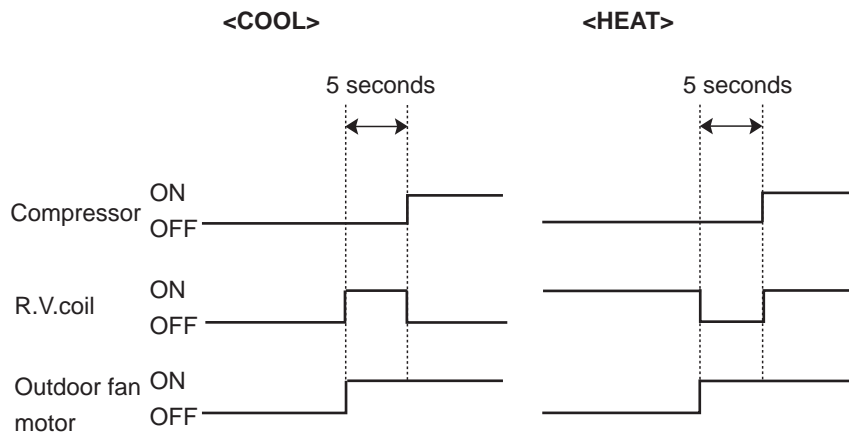 <COOL> <HEAT>
5 seconds 5 seconds
ON
Compressor
OFF
ON
R.V.coil
OFF
Outdoor fan ON
motor OFF